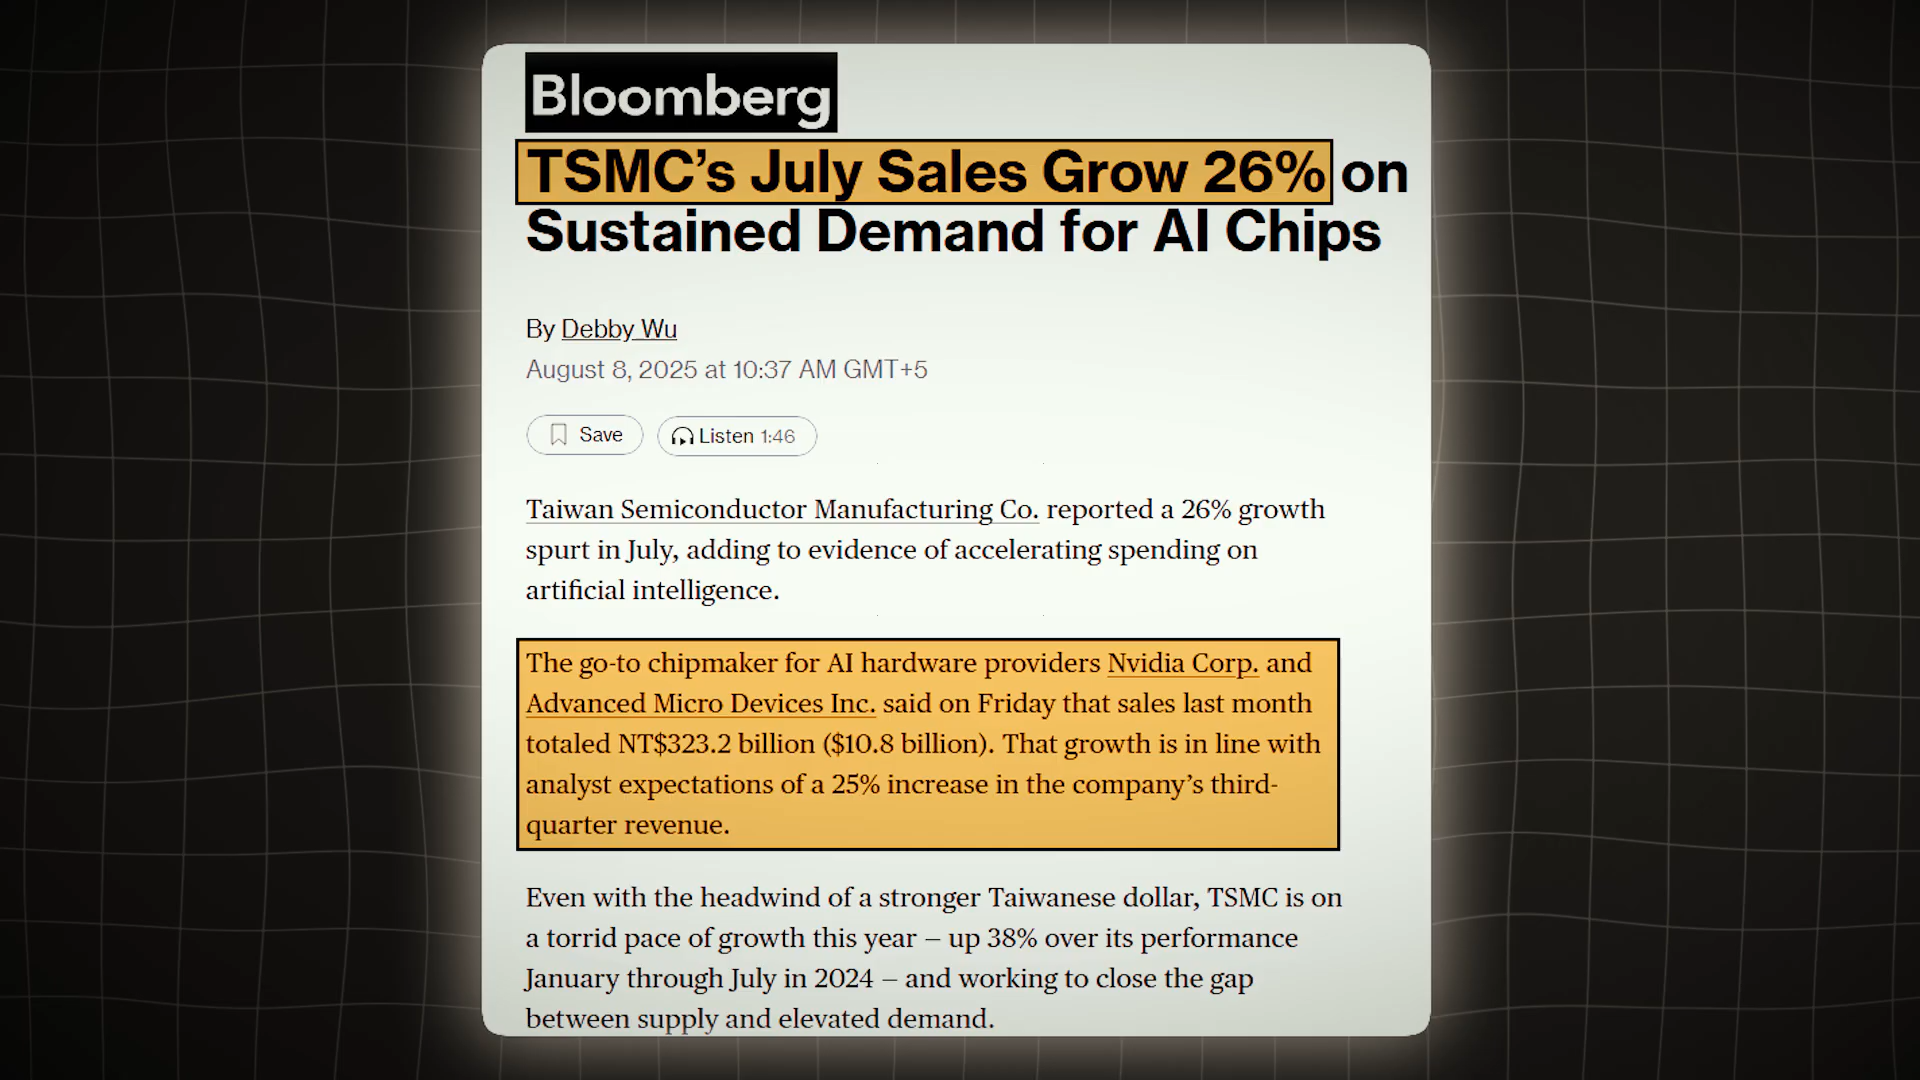 Bloomberg
TSMC’s July Sales Grow 26% on
Sustained Demand for AI Chips
By Debby Wu
August 8, 2025 at 10:37 AM GMT+5
Save
Listen 1:46
Taiwan Semiconductor Manufacturing Co. reported a 26% growth
spurt in July, adding to evidence of accelerating spending on
artificial intelligence.
The go-to chipmaker for AI hardware providers Nvidia Corp. and
Advanced Micro Devices Inc. said on Friday that sales last month
totaled NT$323.2 billion ($10.8 billion). That growth is in line with
analyst expectations of a 25% increase in the company’s third-
quarter revenue.
Even with the headwind of a stronger Taiwanese dollar, TSMC is on
a torrid pace of growth this year – up 38% over its performance
January through July in 2024 – and working to close the gap
between supply and elevated demand.